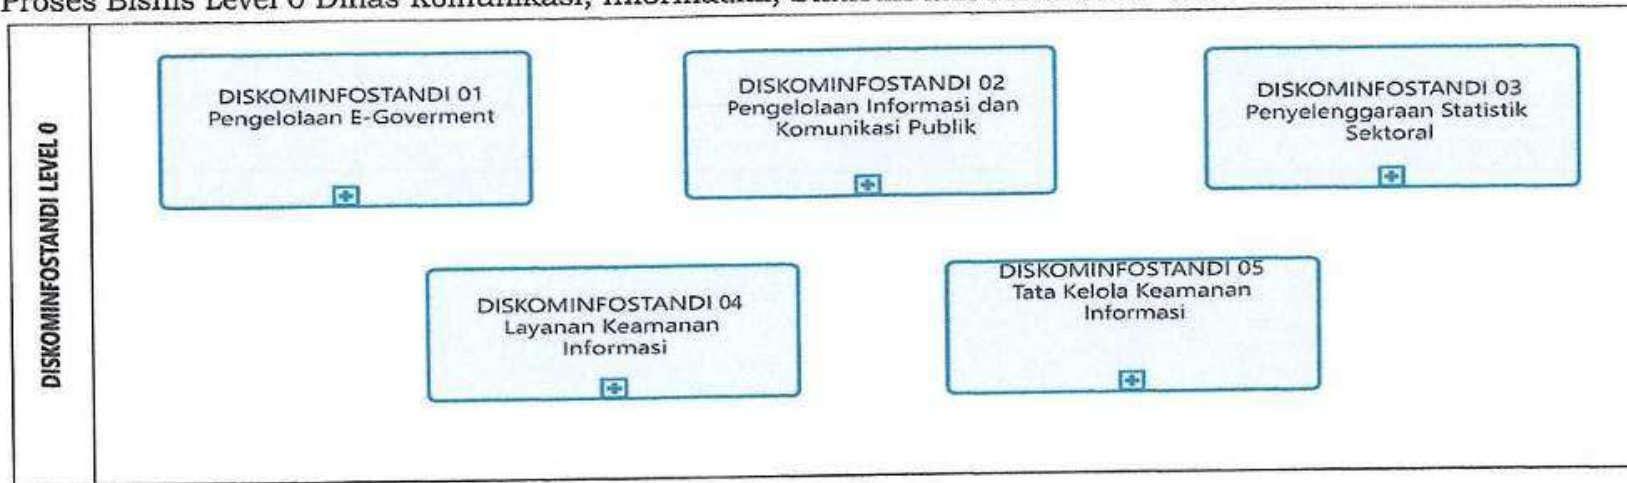 Proses Bisnis Level 0 Dinas Komunikasi, Informatika,
DISKOMINFOSTANDI LEVEL 0
DISKOMINFOSTANDI 01
Pengelolaan E-Goverment
DISKOMINFOSTANDI 02
Pengelolaan Informasi dan
Komunikasi Publik
DISKOMINFOSTANDI 03
Penyelenggaraan Statistik
Sektoral
DISKOMINFOSTANDI 04
Layanan Keamanan
Informasi
DISKOMINFOSTANDI 05
Tata Kelola Keamanan
Informasi